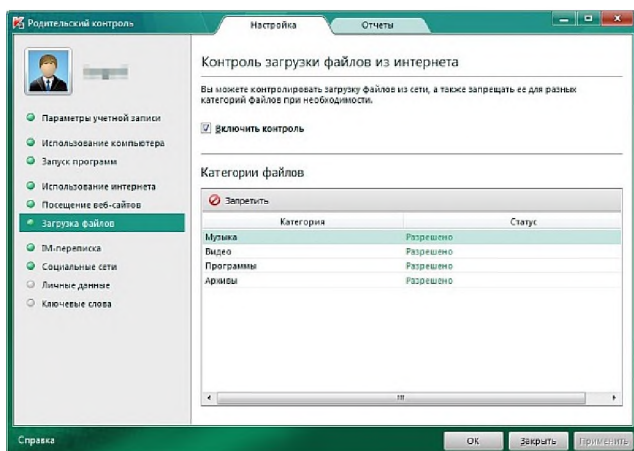 Родительский контроль
Настройка
Отчеты
Параметры учетной записи
Использование компьютера
Запуск программ
Использование интернета
Посещение веб-сайтов
Загрузка файлов
IM-переписка
Социальные сети
Личные данные
Ключевые слова
Контроль загрузки файлов из интернета
Вы можете контролировать загрузку файлов из сети, а также запрещать ее для разных
категорий файлов при необходимости.
Включить контроль
Категории файлов
Запретить
Категория Статус
Музыка Разрешено
Видео Разрешено
Программы Разрешено
Архивы Разрешено
Справка
ОК
Закрыть
Применить